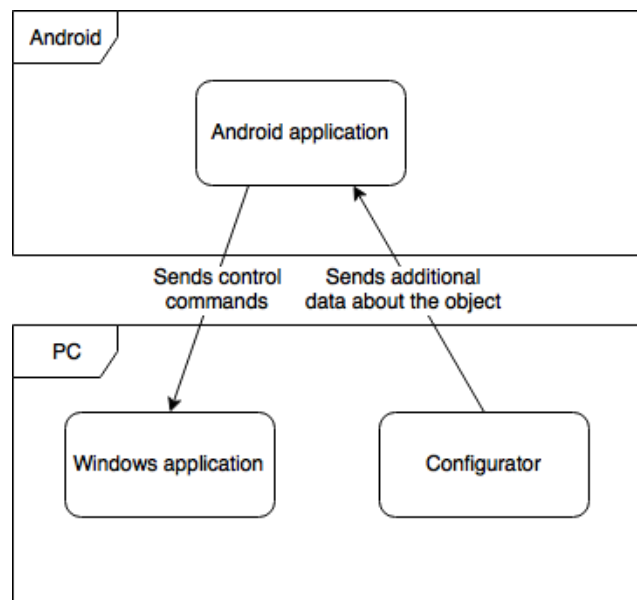 Android
Android application
Sends control
commands
Sends additional
data about the object
PC
Windows application
Configurator